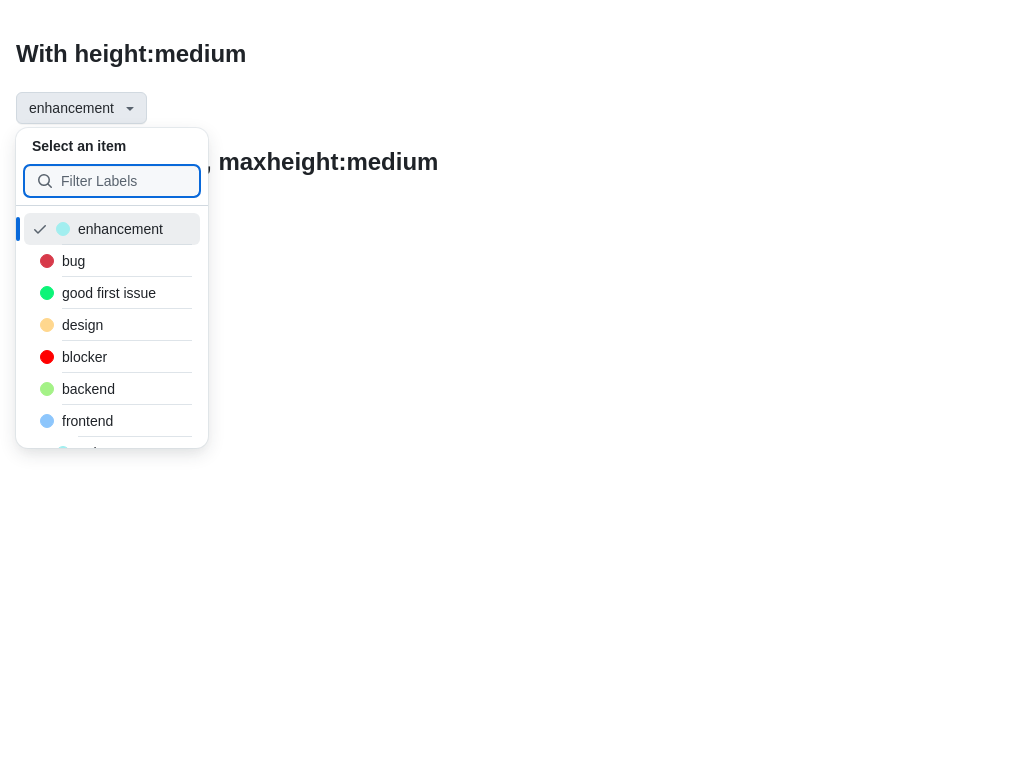 With height:medium
enhancement
Select an item
, maxheight:medium
Filter Labels
enhancement
bug
good first issue
design
blocker
backend
frontend